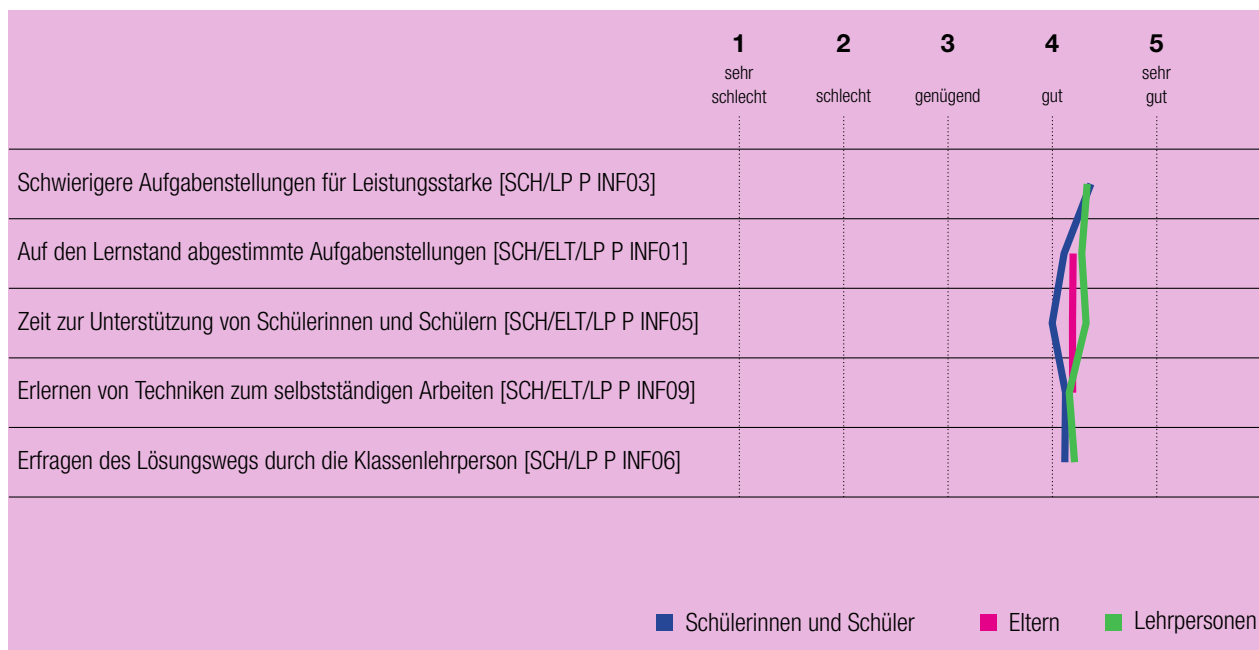 1 2 3 4 5
sehr schlecht schlecht genügend gut sehr gut
Schwierigere Aufgabenstellungen für Leistungsstarke [SCH/LP P INF03]
Auf den Lernstand abgestimmte Aufgabenstellungen [SCH/ELT/LP P INF01]
Zeit zur Unterstützung von Schülerinnen und Schülern [SCH/ELT/LP P INF05]
Erlernen von Techniken zum selbstständigen Arbeiten [SCH/ELT/LP P INF09]
Erfragen des Lösungswegs durch die Klassenlehrperson [SCH/LP P INF06]
Schülerinnen und Schüler Eltern Lehrpersonen